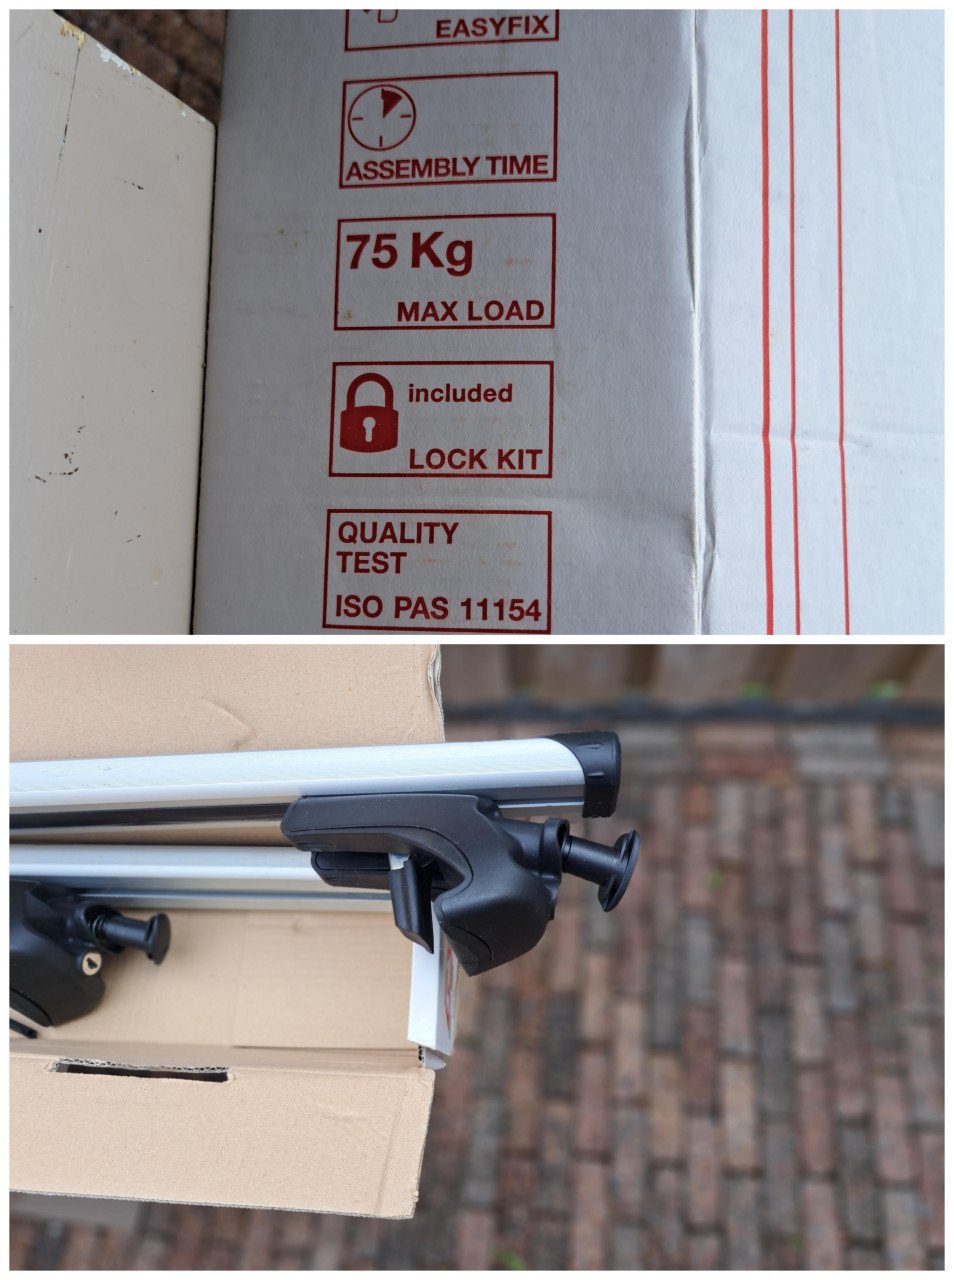 EASYFIX
ASSEMBLY TIME
75 Kg
MAX LOAD
included
LOCK KIT
QUALITY
TEST
ISO PAS 11154